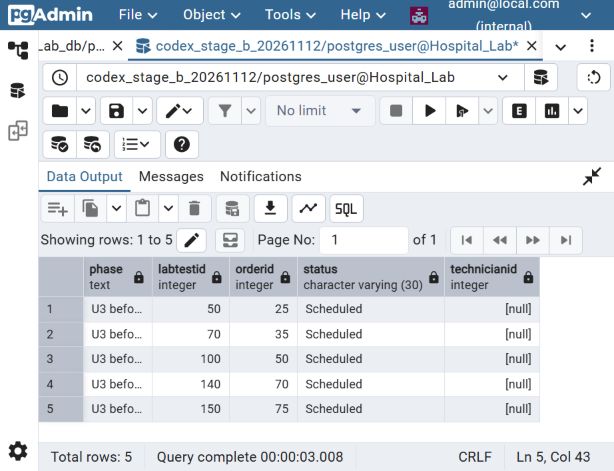 pgAdmin File Object Tools Help admin@local.com (internal)
_ab_db/p... codex_stage_b_20261112/postgres_user@Hospital_Lab*
codex_stage_b_20261112/postgres_user@Hospital_Lab
No limit E
Data Output Messages Notifications
SQL
Showing rows: 1 to 5 Page No: 1 of 1
phase labtestid orderid status technicianid
text integer integer character varying (30) integer
1 U3 befo... 50 25 Scheduled [null]
2 U3 befo... 70 35 Scheduled [null]
3 U3 befo... 100 50 Scheduled [null]
4 U3 befo... 140 70 Scheduled [null]
5 U3 befo... 150 75 Scheduled [null]
Total rows: 5 Query complete 00:00:03.008 CRLF Ln 5, Col 43